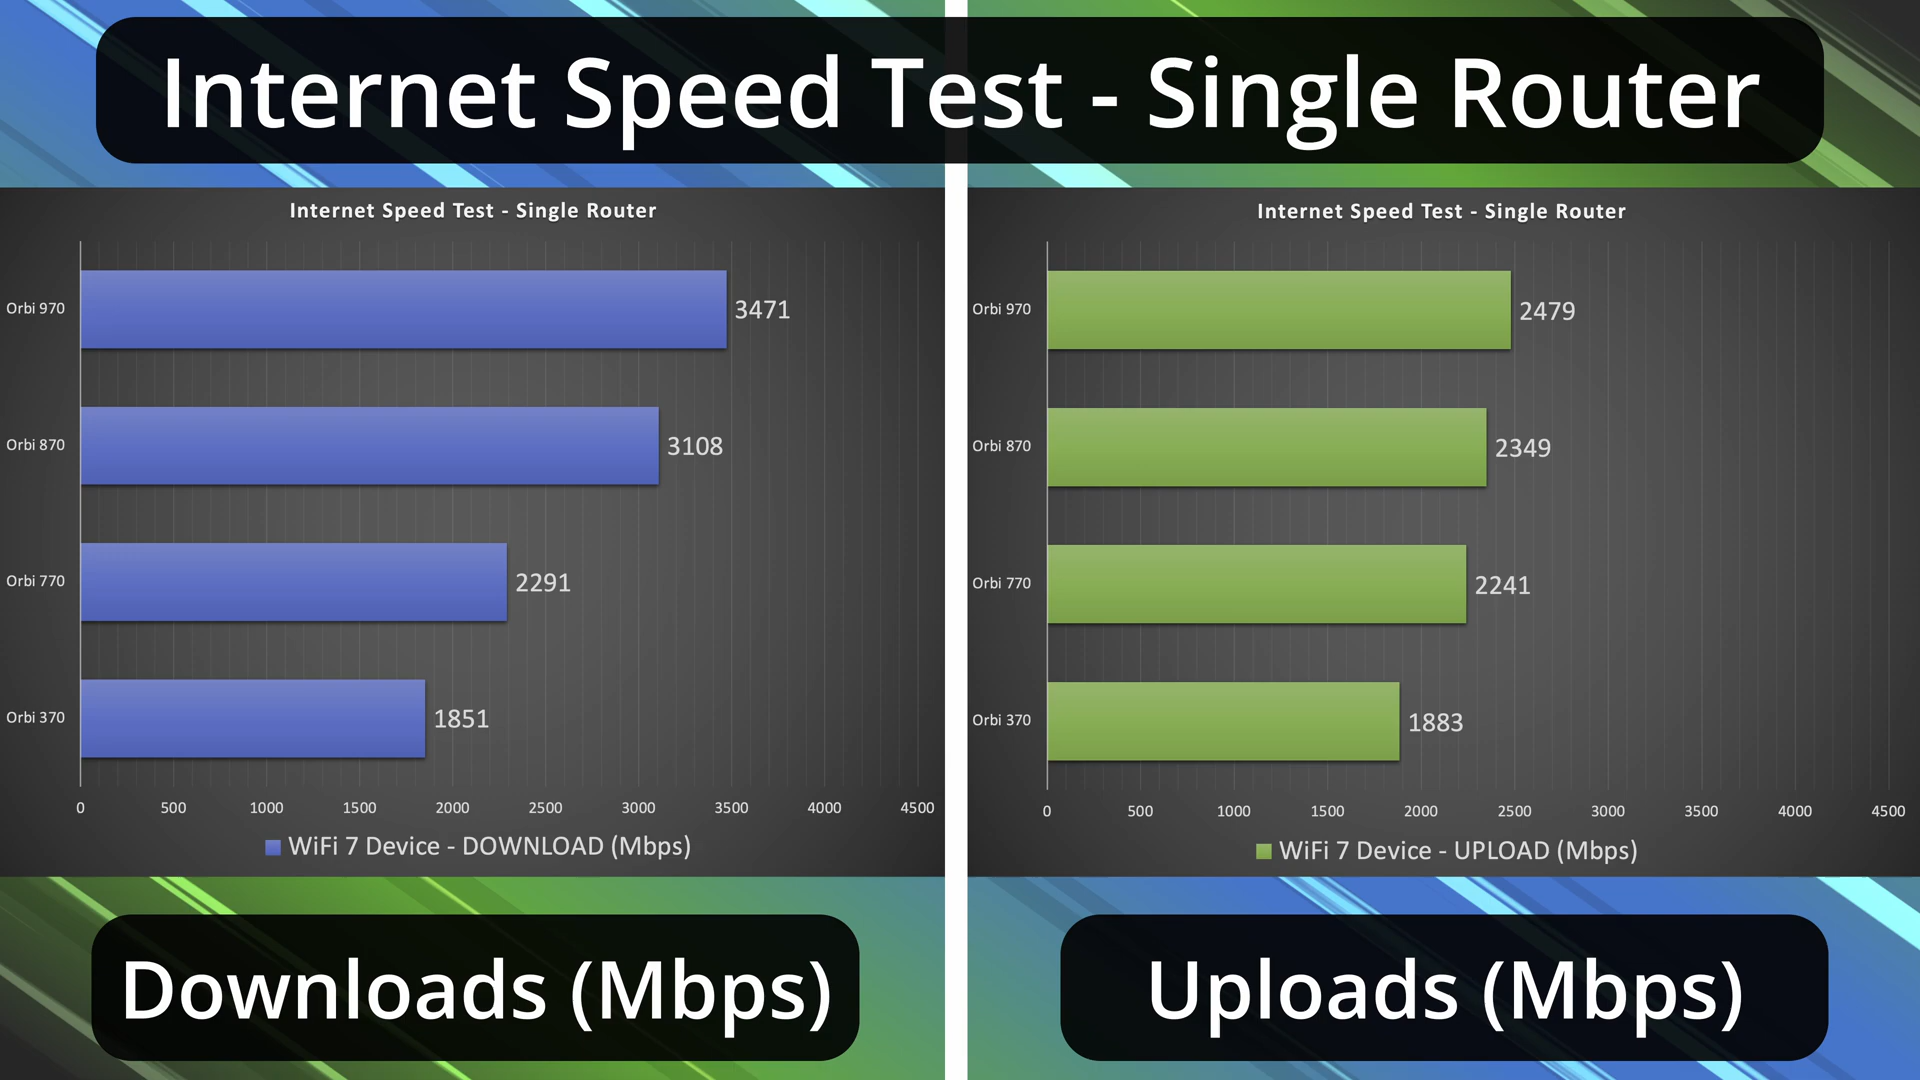 Internet Speed Test - Single Router
Internet Speed Test - Single Router
Orbi 970
3471
Orbi 870
3108
Orbi 770
2291
Orbi 370
1851
0 500 1000 1500 2000 2500 3000 3500 4000 4500
WiFi 7 Device - DOWNLOAD (Mbps)
Downloads (Mbps)
Internet Speed Test - Single Router
Orbi 970
2479
Orbi 870
2349
Orbi 770
2241
Orbi 370
1883
0 500 1000 1500 2000 2500 3000 3500 4000 4500
WiFi 7 Device - UPLOAD (Mbps)
Uploads (Mbps)